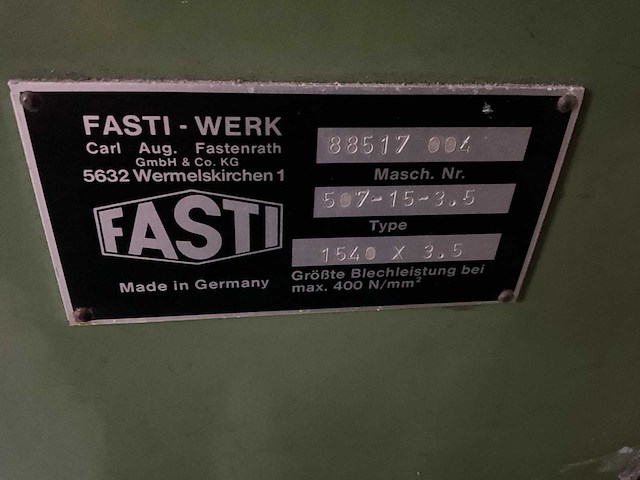 FASTI - WERK
Carl Aug. Fastenrath
GmbH & Co. KG
5632 Wermelskirchen 1
FASTI
Made in Germany
88517 004
Masch. Nr.
507-15-3.5
Type
1540 X 3.5
Größte Blechleistung bei
max. 400 N/mm²